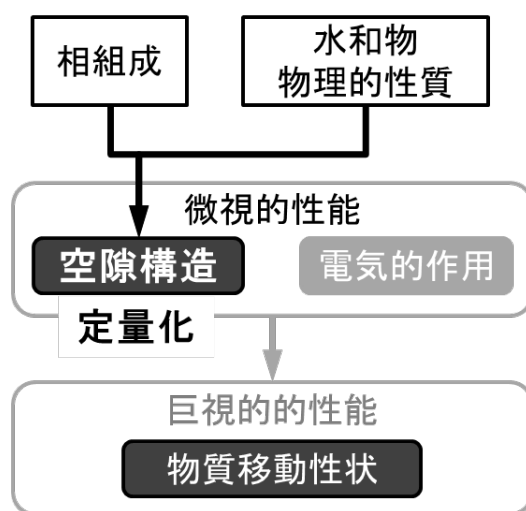 相組成
水和物
物理的性質
微視的性能
空隙構造
電気的作用
定量化
巨視的的性能
物質移動性状